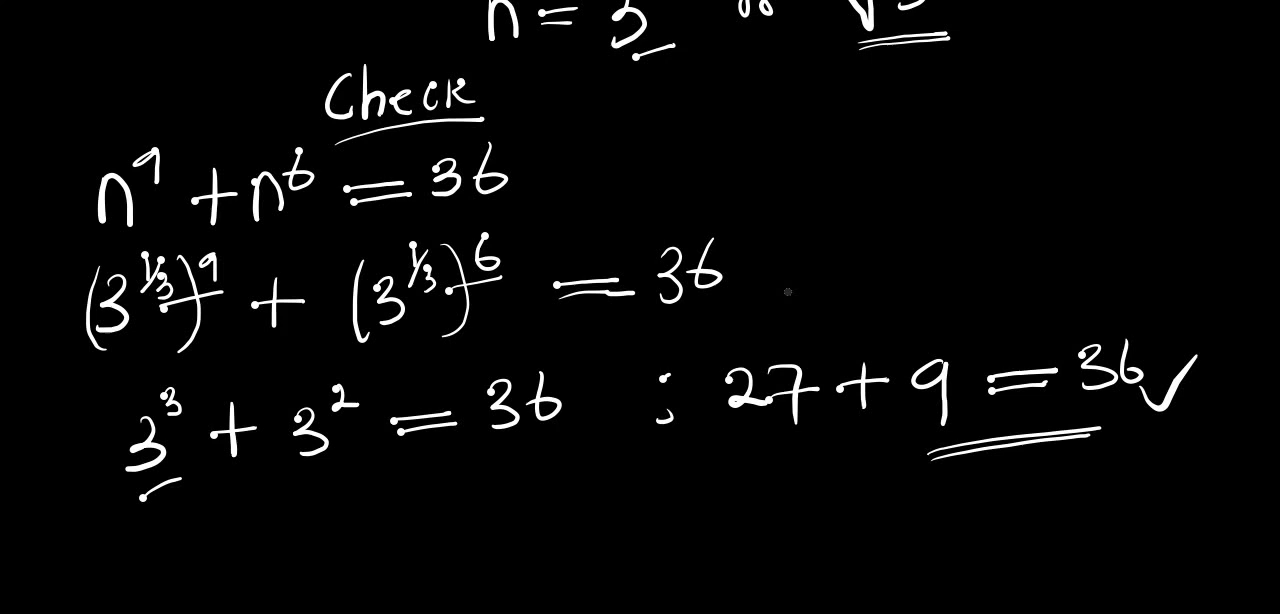 n = 3
Check
n⁹ + n⁶ = 36
(3^(1/3))⁹ + (3^(1/3))⁶ = 36
3³ + 3² = 36 ; 27 + 9 = 36 ✓